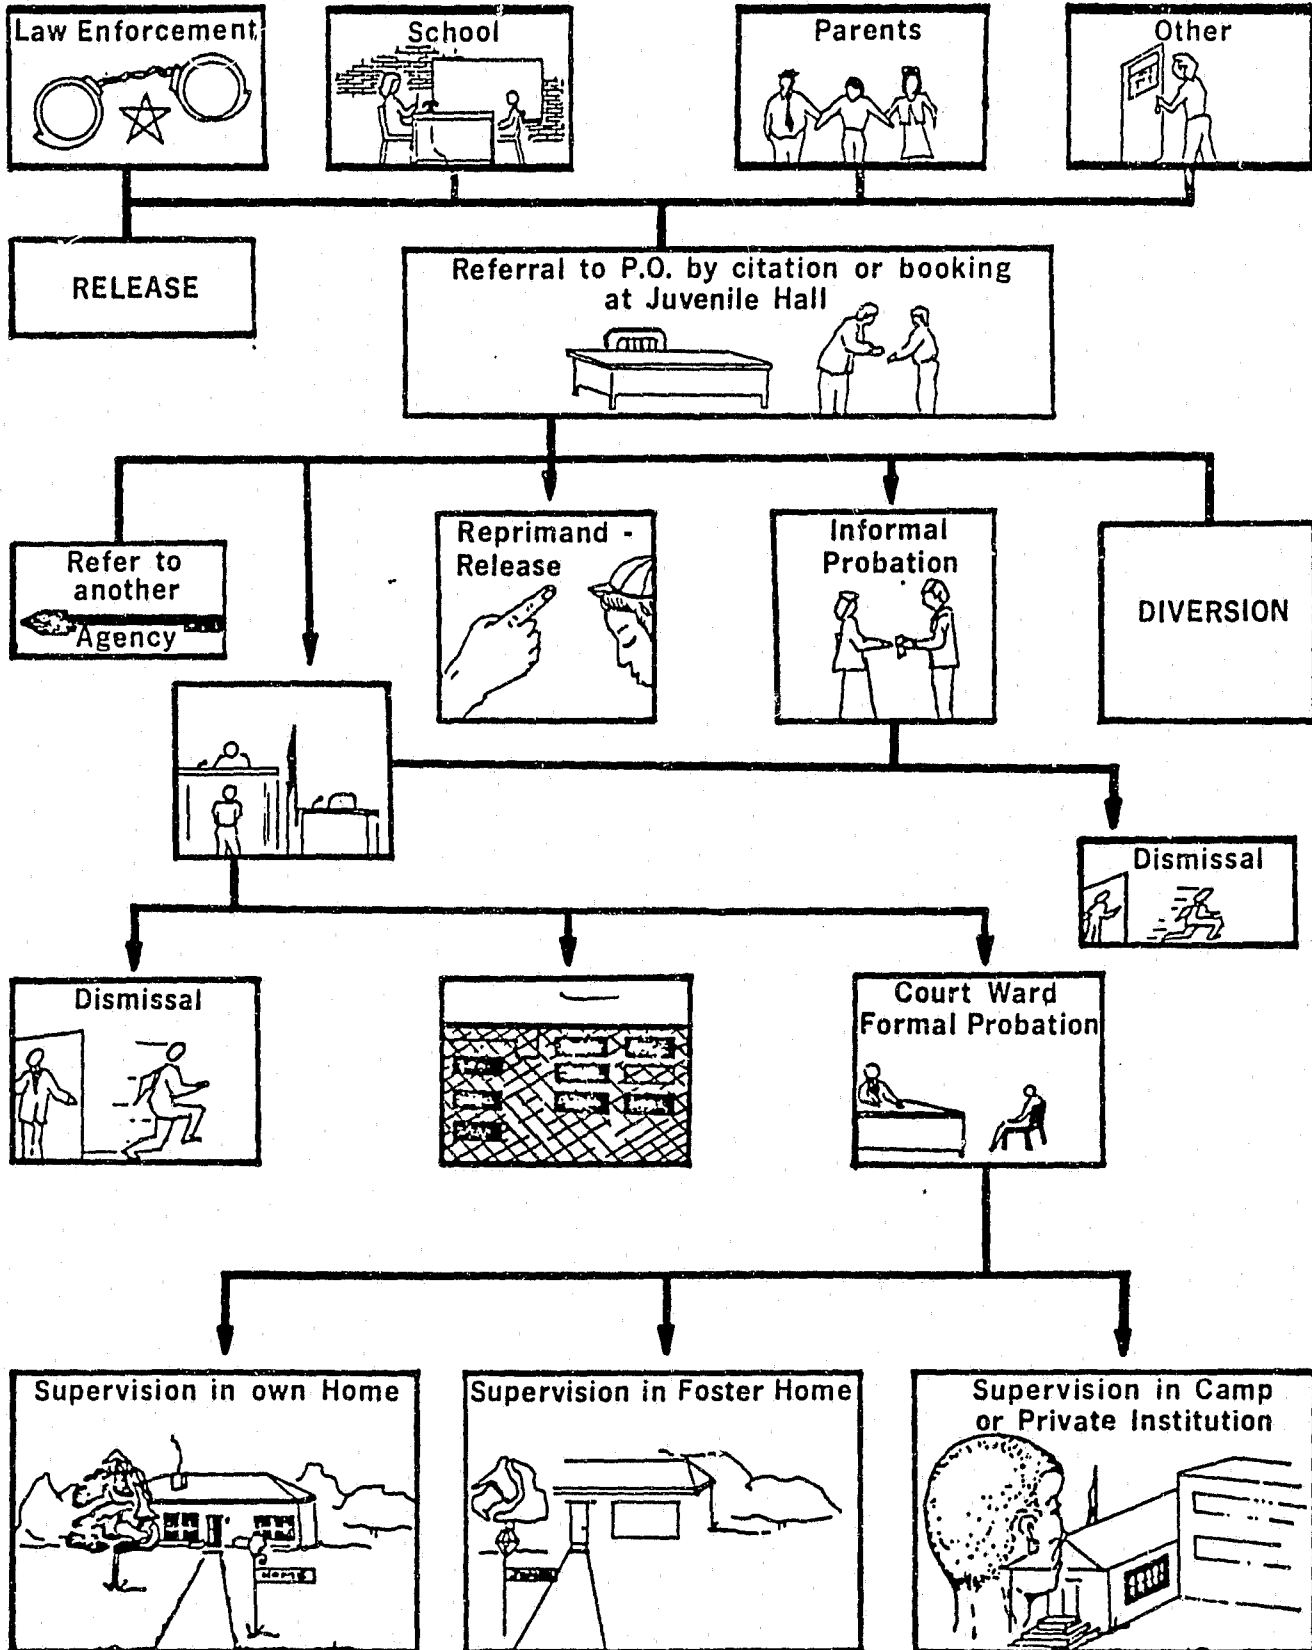 Law Enforcement
School
Parents
Other
RELEASE
Referral to P.O. by citation or booking
at Juvenile Hall
Refer to
another
Agency
Reprimand -
Release
Informal
Probation
DIVERSION
Dismissal
Dismissal
Court Ward
Formal Probation
Supervision in own Home
HOME
Supervision in Foster Home
Supervision in Camp
or Private Institution